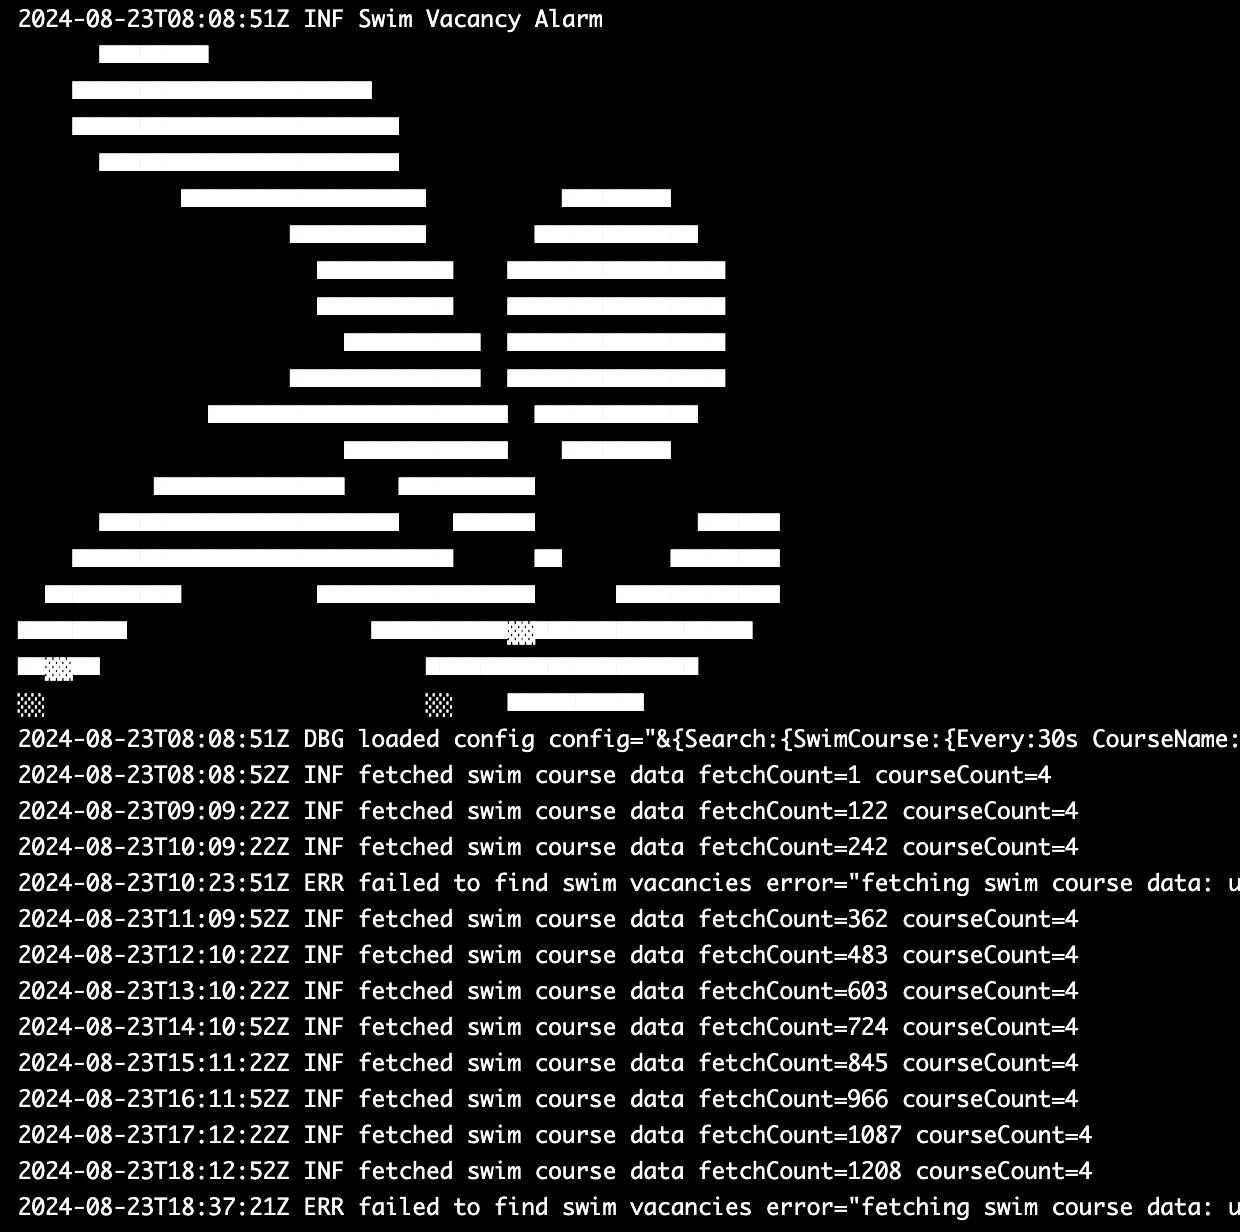 2024-08-23T08:08:51Z INF Swim Vacancy Alarm
2024-08-23T08:08:51Z DBG loaded config config="&{Search:{SwimCourse:{Every:30s CourseName:
2024-08-23T08:08:52Z INF fetched swim course data fetchCount=1 courseCount=4
2024-08-23T09:09:22Z INF fetched swim course data fetchCount=122 courseCount=4
2024-08-23T10:09:22Z INF fetched swim course data fetchCount=242 courseCount=4
2024-08-23T10:23:51Z ERR failed to find swim vacancies error="fetching swim course data: u
2024-08-23T11:09:52Z INF fetched swim course data fetchCount=362 courseCount=4
2024-08-23T12:10:22Z INF fetched swim course data fetchCount=483 courseCount=4
2024-08-23T13:10:22Z INF fetched swim course data fetchCount=603 courseCount=4
2024-08-23T14:10:52Z INF fetched swim course data fetchCount=724 courseCount=4
2024-08-23T15:11:22Z INF fetched swim course data fetchCount=845 courseCount=4
2024-08-23T16:11:52Z INF fetched swim course data fetchCount=966 courseCount=4
2024-08-23T17:12:22Z INF fetched swim course data fetchCount=1087 courseCount=4
2024-08-23T18:12:52Z INF fetched swim course data fetchCount=1208 courseCount=4
2024-08-23T18:37:21Z ERR failed to find swim vacancies error="fetching swim course data: u